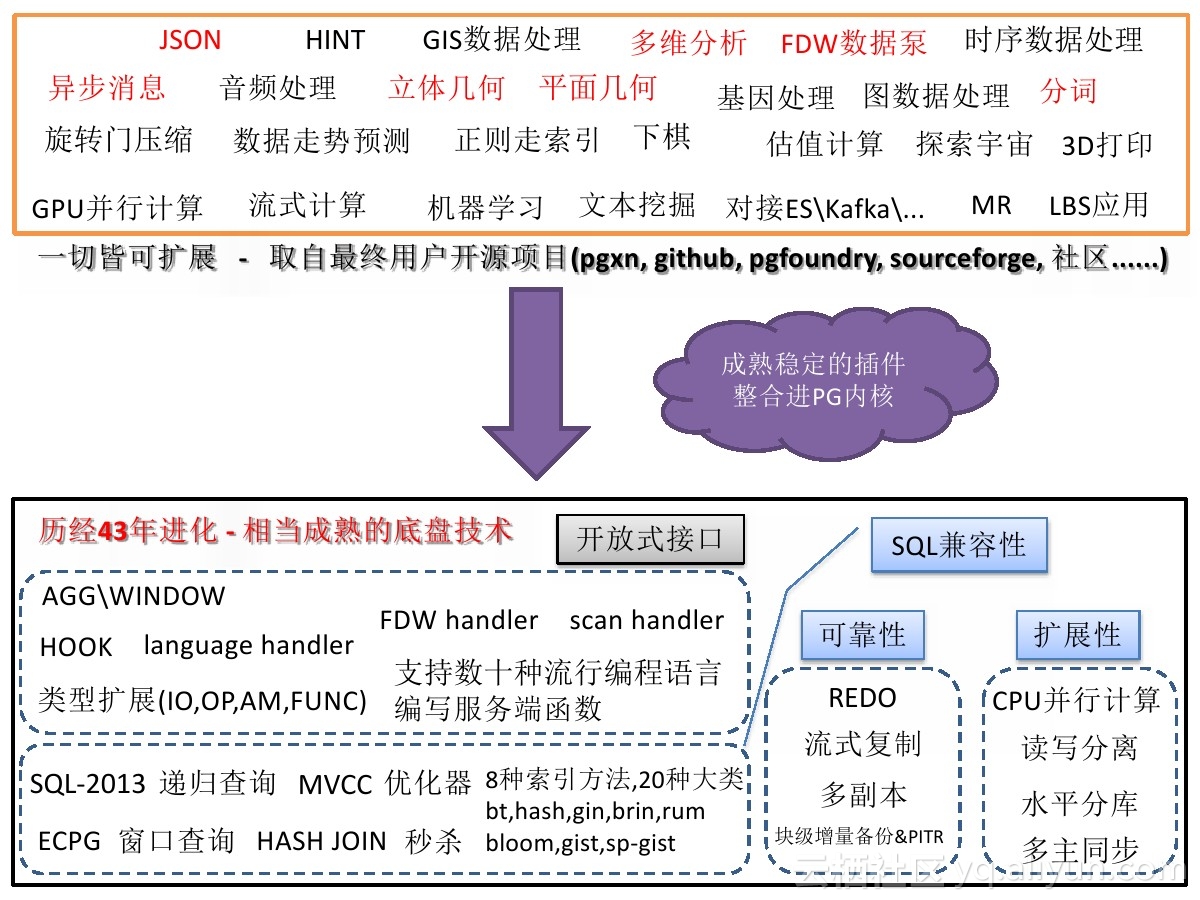 JSON HINT GIS数据处理 多维分析 FDW数据泵 时序数据处理
异步消息 音频处理 立体几何 平面几何 基因处理 图数据处理 分词
旋转门压缩 数据走势预测 正则走索引 下棋 估值计算 探索宇宙 3D打印
GPU并行计算 流式计算 机器学习 文本挖掘 对接ES\Kafka\... MR LBS应用
一切皆可扩展 - 取自最终用户开源项目(pgxn, github, pgfoundry, sourceforge, 社区......)
成熟稳定的插件
整合进PG内核
历经43年进化 - 相当成熟的底盘技术
开放式接口
AGG\WINDOW
FDW handler scan handler
HOOK language handler
支持数十种流行编程语言
编写服务端函数
类型扩展(IO,OP,AM,FUNC)
SQL兼容性
SQL-2013 递归查询 MVCC 优化器
ECPG 窗口查询 HASH JOIN 秒杀
8种索引方法,20种大类
bt,hash,gin,brin,rum
bloom,gist,sp-gist
可靠性
REDO
流式复制
多副本
块级增量备份&PITR
扩展性
CPU并行计算
读写分离
水平分库
多主同步
云栖社区 yq.aliyun.com